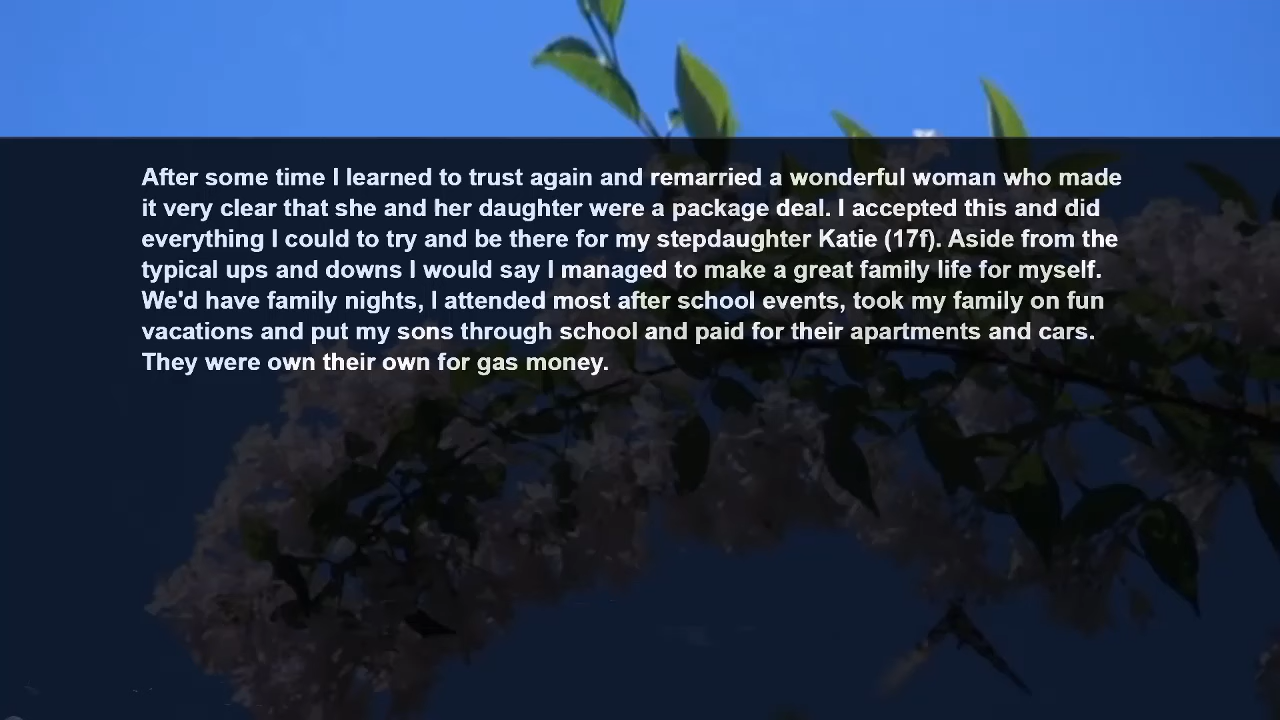 After some time I learned to trust again and remarried a wonderful woman who made
it very clear that she and her daughter were a package deal. I accepted this and did
everything I could to try and be there for my stepdaughter Katie (17f). Aside from the
typical ups and downs I would say I managed to make a great family life for myself.
We'd have family nights, I attended most after school events, took my family on fun
vacations and put my sons through school and paid for their apartments and cars.
They were own their own for gas money.